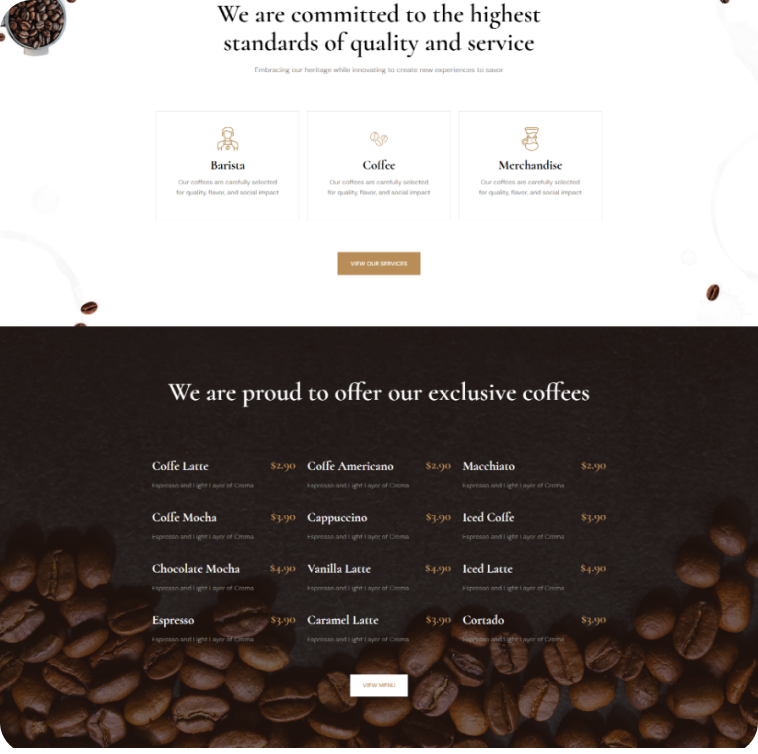 We are committed to the highest
standards of quality and service
Embracing our heritage while innovating to create new experiences to savor
Barista
Our coffees are carefully selected
for quality, flavor, and social impact
Coffee
Our coffees are carefully selected
for quality, flavor, and social impact
Merchandise
Our coffees are carefully selected
for quality, flavor, and social impact
VIEW OUR SERVICES
We are proud to offer our exclusive coffees
Coffe Latte $2.90
Espresso and Light Layer of Crema
Coffe Americano $2.90
Espresso and Light Layer of Crema
Macchiato $2.90
Espresso and Light Layer of Crema
Coffe Mocha $3.90
Espresso and Light Layer of Crema
Cappuccino $3.90
Espresso and Light Layer of Crema
Iced Coffe $3.90
Espresso and Light Layer of Crema
Chocolate Mocha $4.90
Espresso and Light Layer of Crema
Vanilla Latte $4.90
Espresso and Light Layer of Crema
Iced Latte $4.90
Espresso and Light Layer of Crema
Espresso $3.90
Espresso and Light Layer of Crema
Caramel Latte $3.90
Espresso and Light Layer of Crema
Cortado $3.90
Espresso and Light Layer of Crema
VIEW MENU